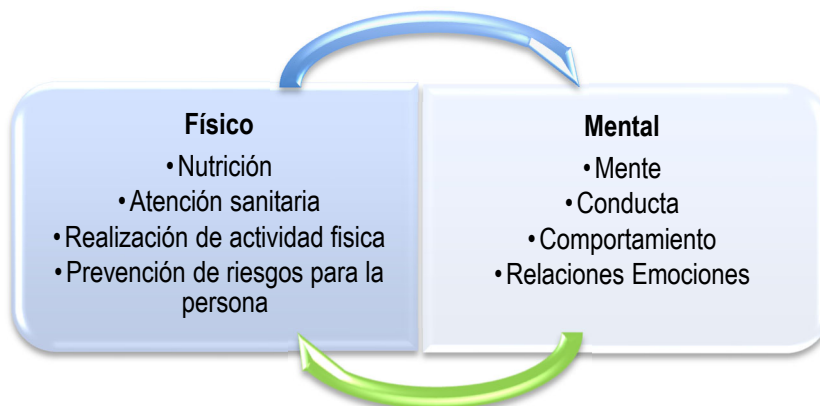 Físico
•Nutrición
•Atención sanitaria
•Realización de actividad fisica
•Prevención de riesgos para la
persona
Mental
•Mente
•Conducta
•Comportamiento
•Relaciones Emociones